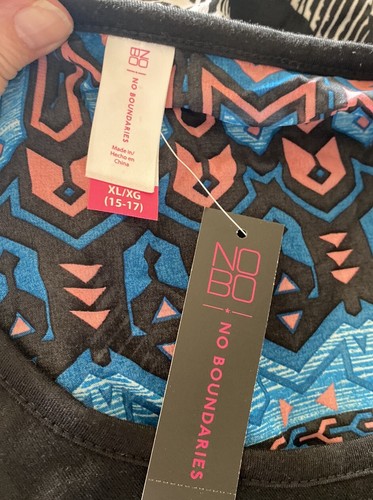 NO
BO
NO BOUNDARIES
Made in/
Hecho en
China
XL/XG
(15-17)
NO
BO
NO BOUNDARIES